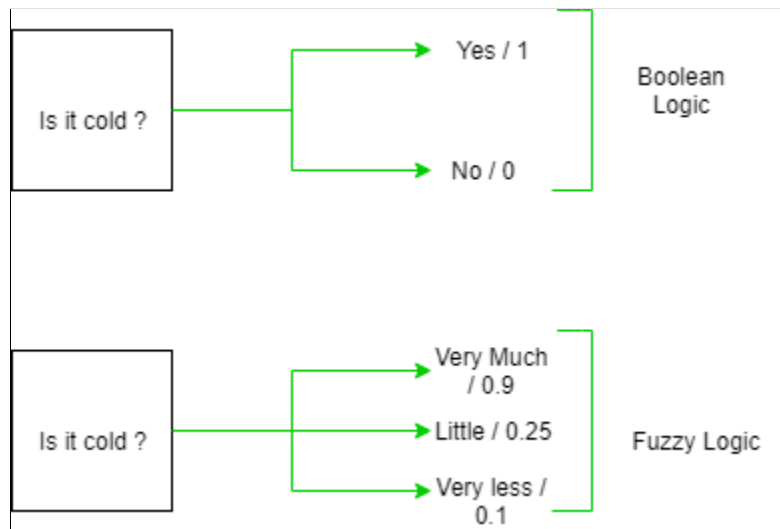 Is it cold ?
Yes / 1
No / 0
Boolean
Logic
Is it cold ?
Very Much
/ 0.9
Little / 0.25
Very less /
0.1
Fuzzy Logic